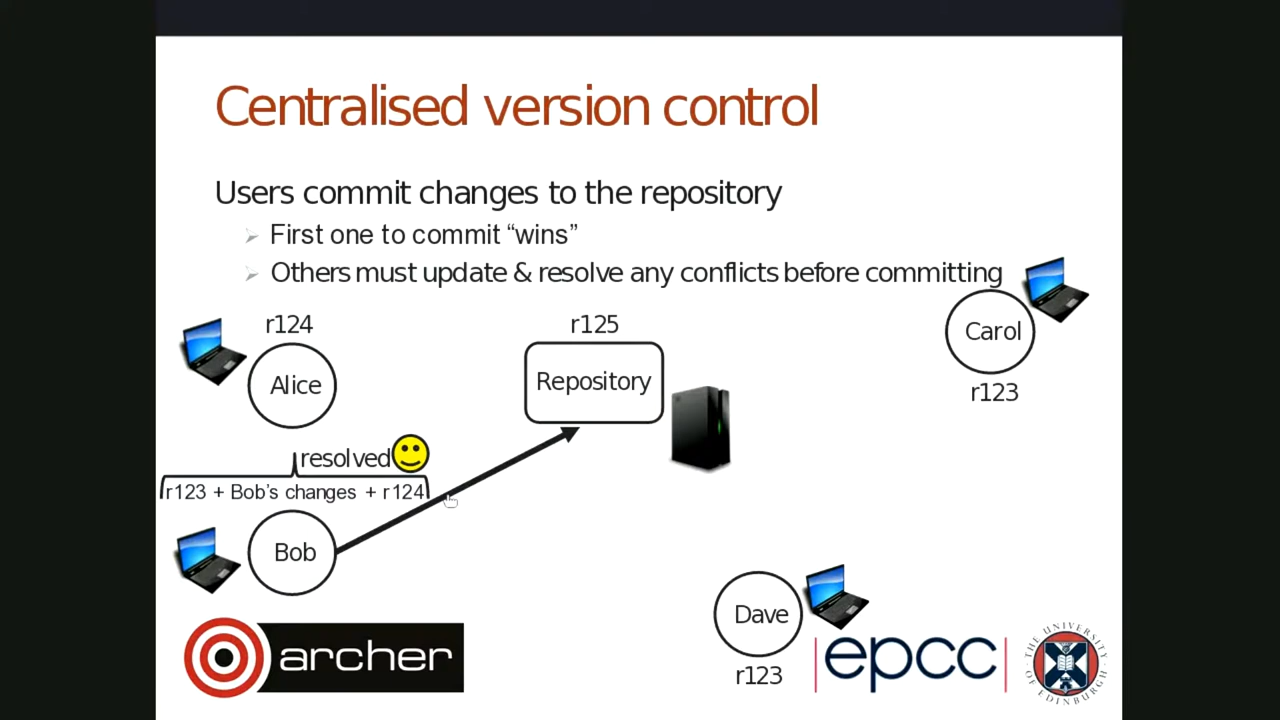 Centralised version control
Users commit changes to the repository
First one to commit “wins”
Others must update & resolve any conflicts before committing
r124
r125
Alice
Repository
Carol
r123
resolved
r123 + Bob’s changes + r124
Bob
Dave
r123
archer
epcc
THE UNIVERSITY
OF EDINBURGH